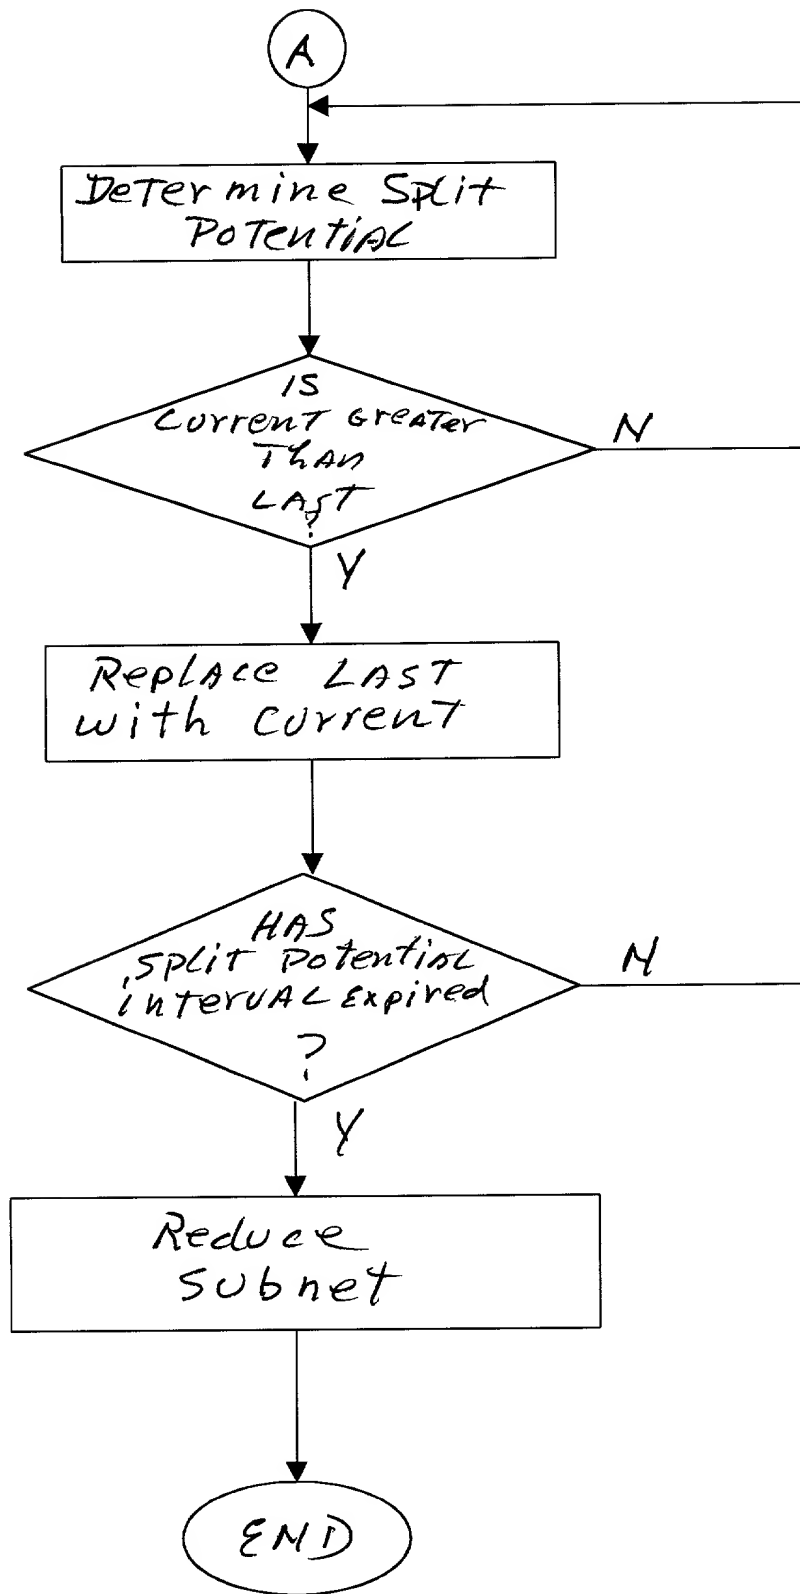 A
Determine Split
Potential
Is
Current Greater
Than
Last
?
N
Y
Replace Last
with Current
Has
Split Potential
Interval Expired
?
N
Y
Reduce
Subnet
END